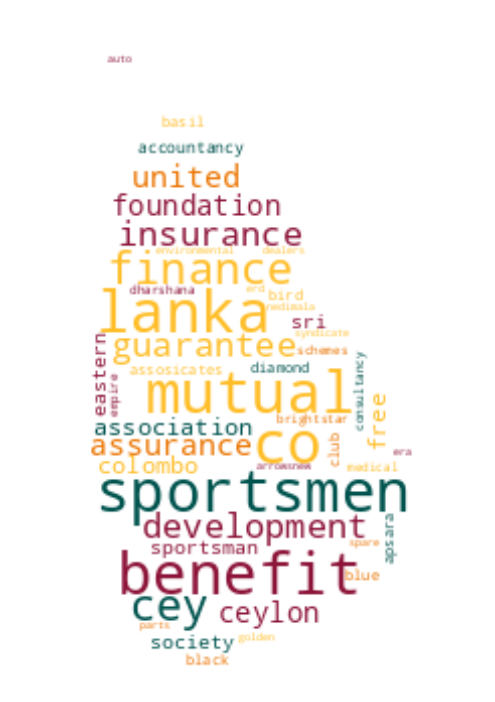 auto
basil
accountancy
united
foundation
insurance
environmental dealers
finance
dharshana erd bird
lanka nedimala
sri
syndicate
guarantee schemes
assosicates diamond
eastern empire mutual consultancy
brightstar free
association
assurance co club era
colombo arrowsnew medical
sportsmen
development apsara
sportsman spare
benefit blue
cey ceylon
parts golden
society
black